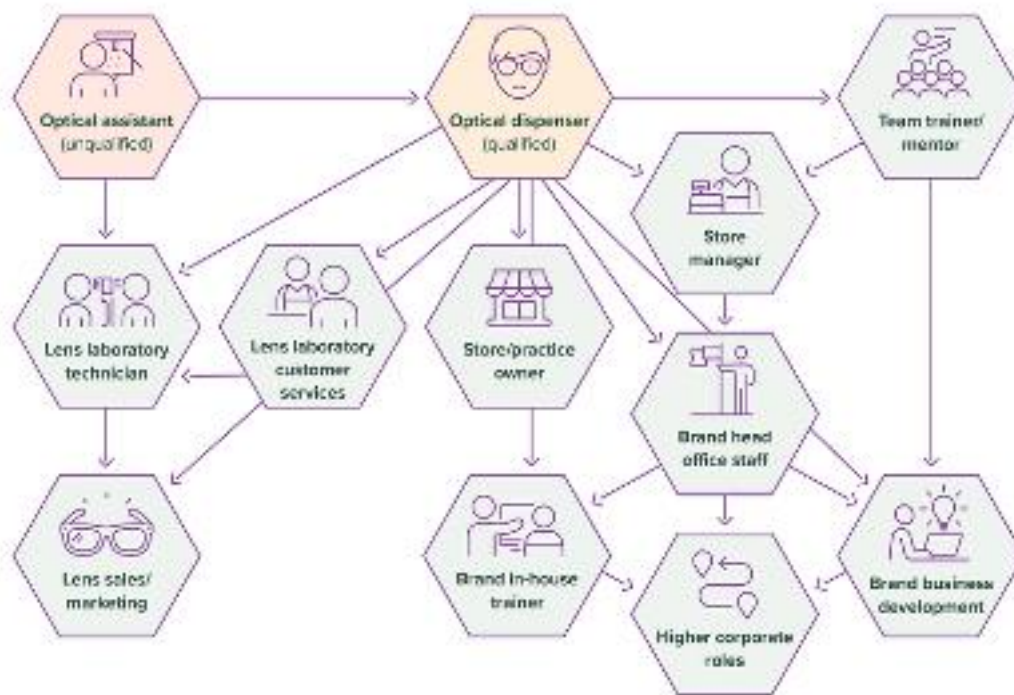 Optical assistant
(unqualified)
Optical dispenser
(qualified)
Team trainer/
mentor
Store
manager
Lens laboratory
technician
Lens laboratory
customer
services
Store/practice
owner
Brand head
office staff
Lens sales/
marketing
Brand in-house
trainer
Higher corporate
roles
Brand business
development